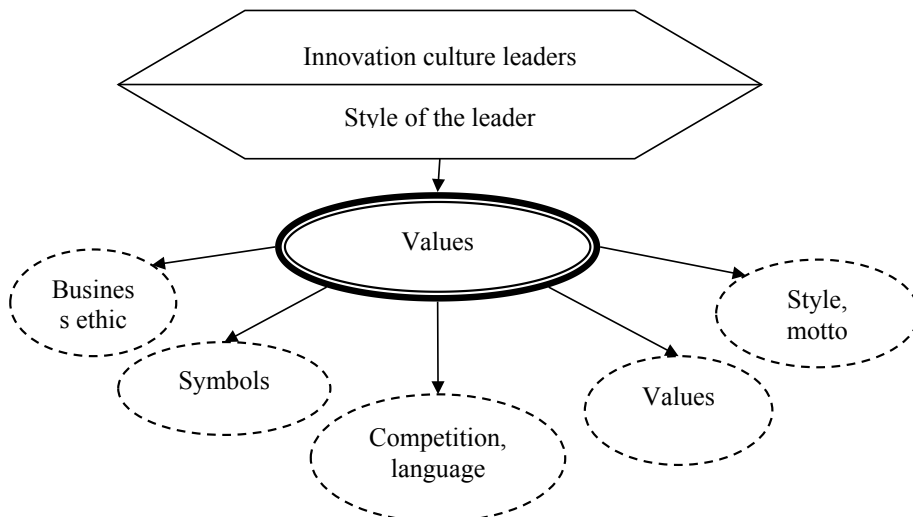 Innovation culture leaders
Style of the leader
Values
Busines
s ethic
Symbols
Competition,
language
Values
Style,
motto